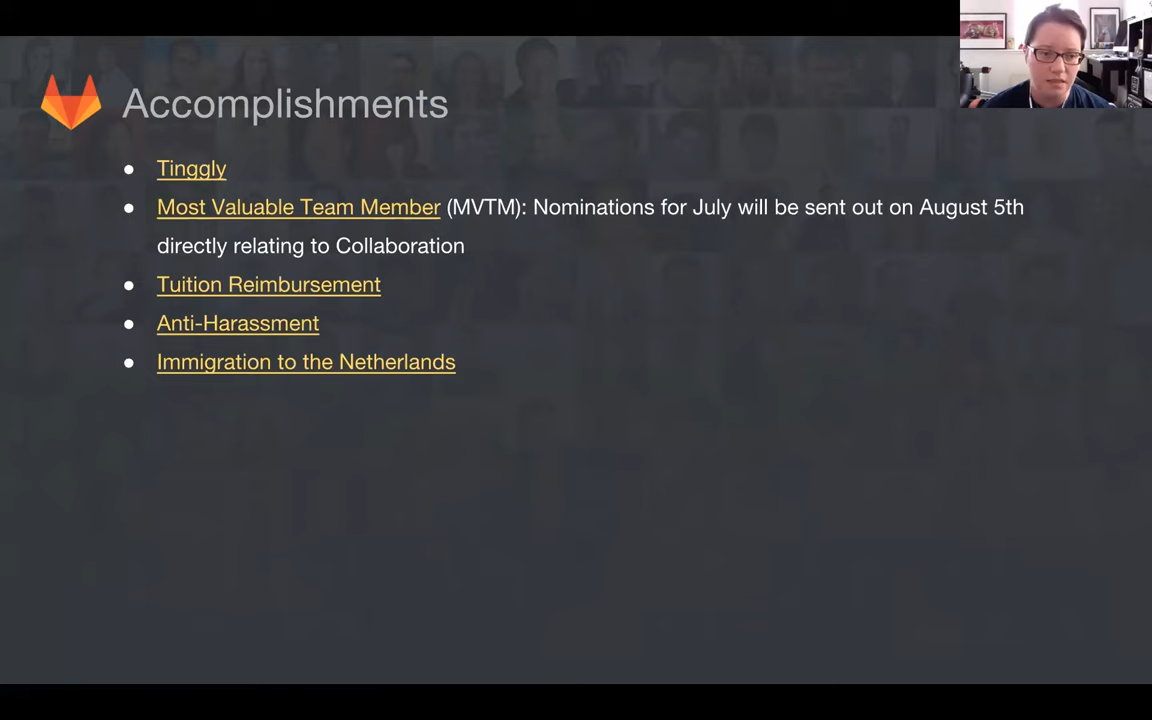 Accomplishments
● Tinggly
● Most Valuable Team Member (MVTM): Nominations for July will be sent out on August 5th
directly relating to Collaboration
● Tuition Reimbursement
● Anti-Harassment
● Immigration to the Netherlands